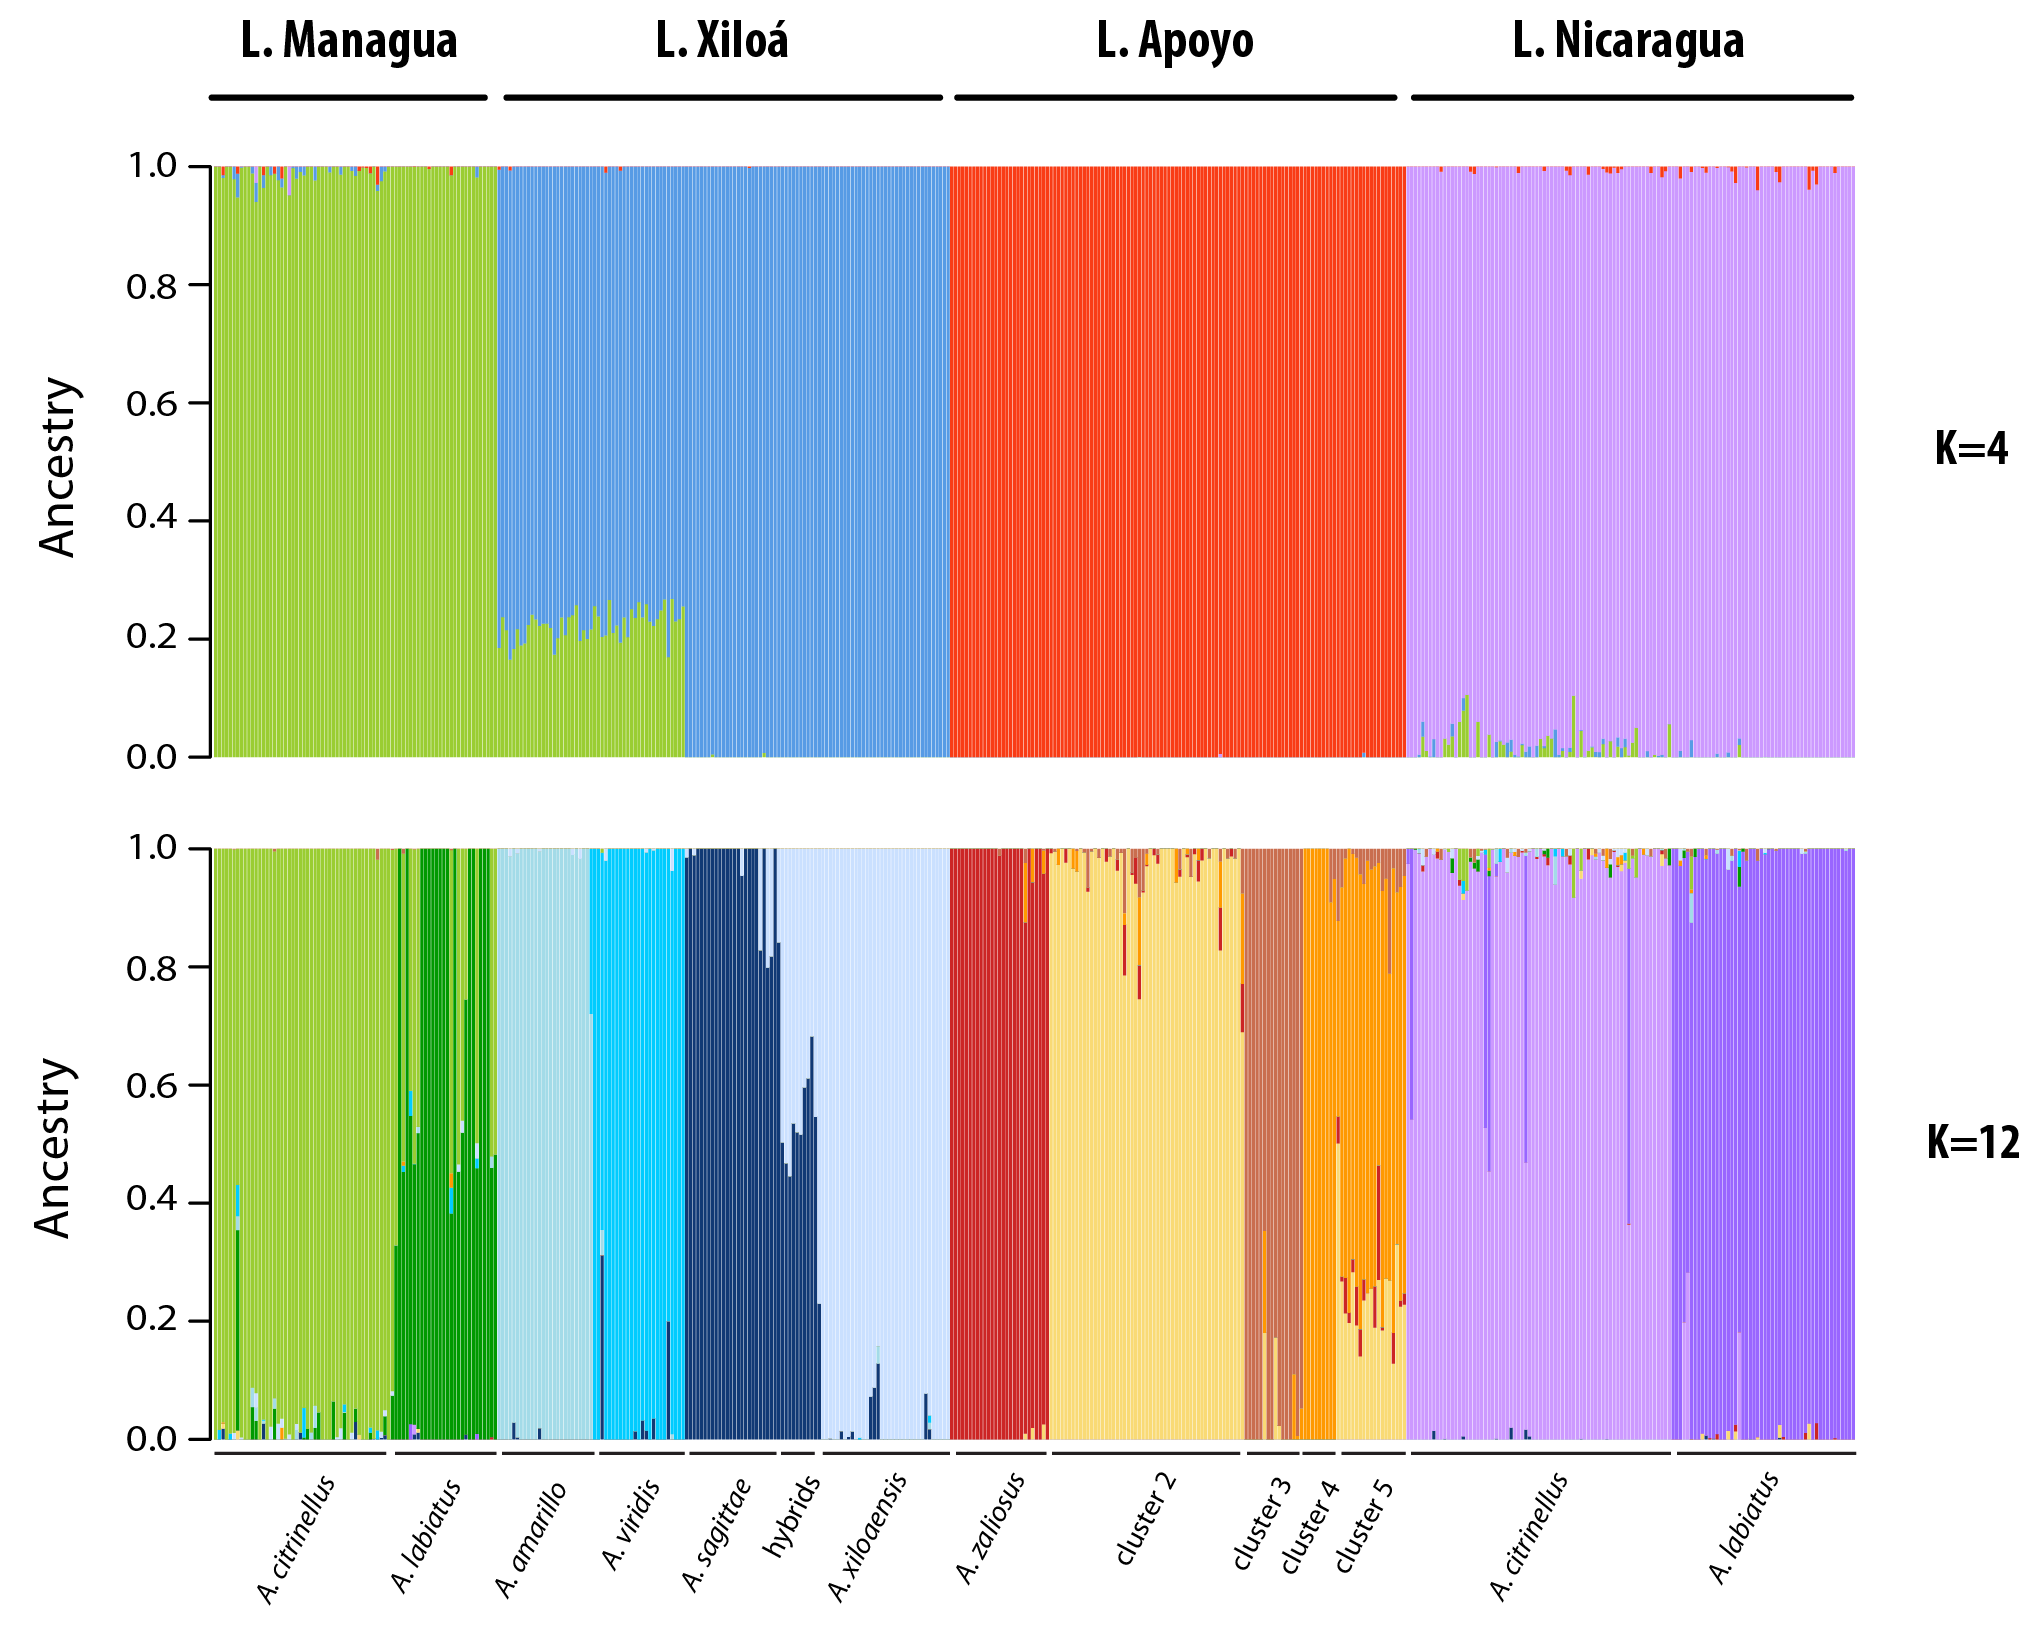 L. Managua L. Xiloá L. Apoyo L. Nicaragua
1.0
0.8
0.6
0.4
0.2
0.0
Ancestry
K=4
1.0
0.8
0.6
0.4
0.2
0.0
Ancestry
K=12
A. citrinellus
A. labiatus
A. amarillo
A. viridis
A. sagittae
hybrids
A. xiloaensis
A. zaliosus
cluster 2
cluster 3
cluster 4
cluster 5
A. citrinellus
A. labiatus